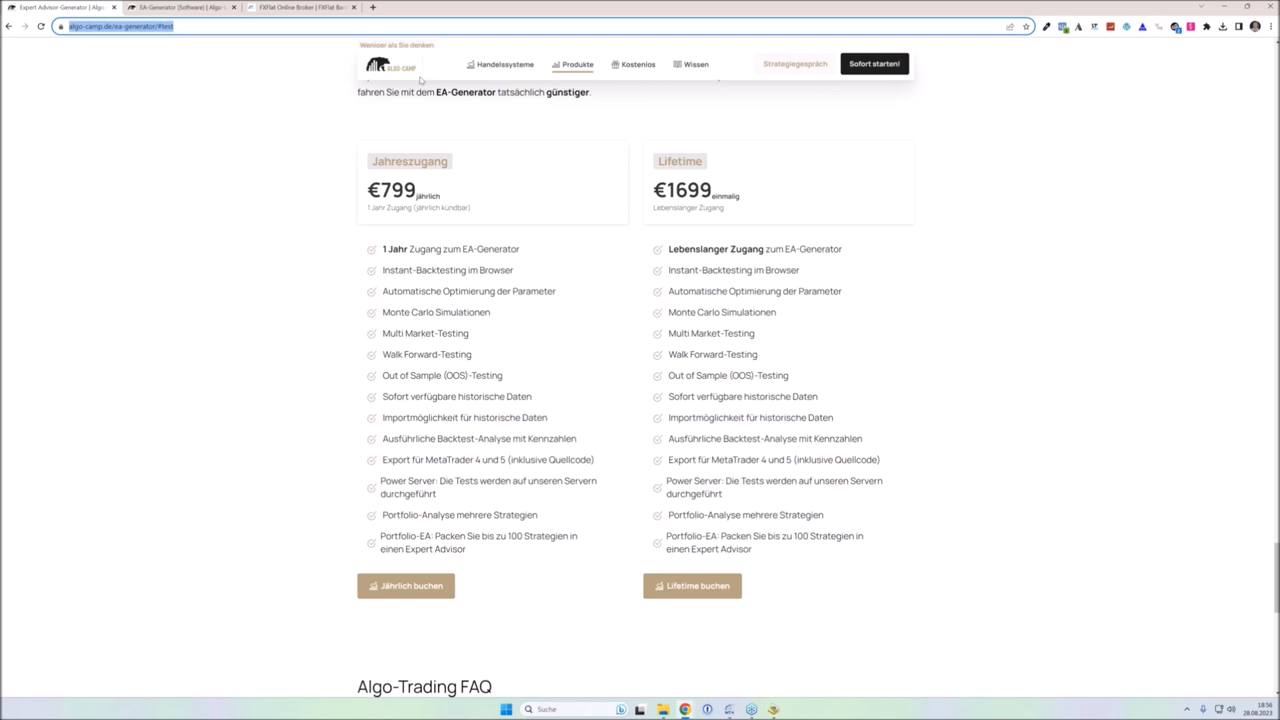 Expert Advisor-Generator | Algo-
EA-Generator (Software) | Algo-
FXFlat Online Broker | FXFlat Ban
algo-camp.de/ea-generator/#test
Weniger als Sie denken
ALGO-CAMP
Handelssysteme
Produkte
Kostenlos
Wissen
Strategiegespräch
Sofort starten!
fahren Sie mit dem EA-Generator tatsächlich günstiger.
Jahreszugang
€799 jährlich
1 Jahr Zugang (jährlich kündbar)
1 Jahr Zugang zum EA-Generator
Instant-Backtesting im Browser
Automatische Optimierung der Parameter
Monte Carlo Simulationen
Multi Market-Testing
Walk Forward-Testing
Out of Sample (OOS)-Testing
Sofort verfügbare historische Daten
Importmöglichkeit für historische Daten
Ausführliche Backtest-Analyse mit Kennzahlen
Export für MetaTrader 4 und 5 (inklusive Quellcode)
Power Server: Die Tests werden auf unseren Servern
durchgeführt
Portfolio-Analyse mehrere Strategien
Portfolio-EA: Packen Sie bis zu 100 Strategien in
einen Expert Advisor
Jährlich buchen
Lifetime
€1699 einmalig
Lebenslanger Zugang
Lebenslanger Zugang zum EA-Generator
Instant-Backtesting im Browser
Automatische Optimierung der Parameter
Monte Carlo Simulationen
Multi Market-Testing
Walk Forward-Testing
Out of Sample (OOS)-Testing
Sofort verfügbare historische Daten
Importmöglichkeit für historische Daten
Ausführliche Backtest-Analyse mit Kennzahlen
Export für MetaTrader 4 und 5 (inklusive Quellcode)
Power Server: Die Tests werden auf unseren Servern
durchgeführt
Portfolio-Analyse mehrere Strategien
Portfolio-EA: Packen Sie bis zu 100 Strategien in
einen Expert Advisor
Lifetime buchen
Algo-Trading FAQ
Suche
18:56
28.08.2023